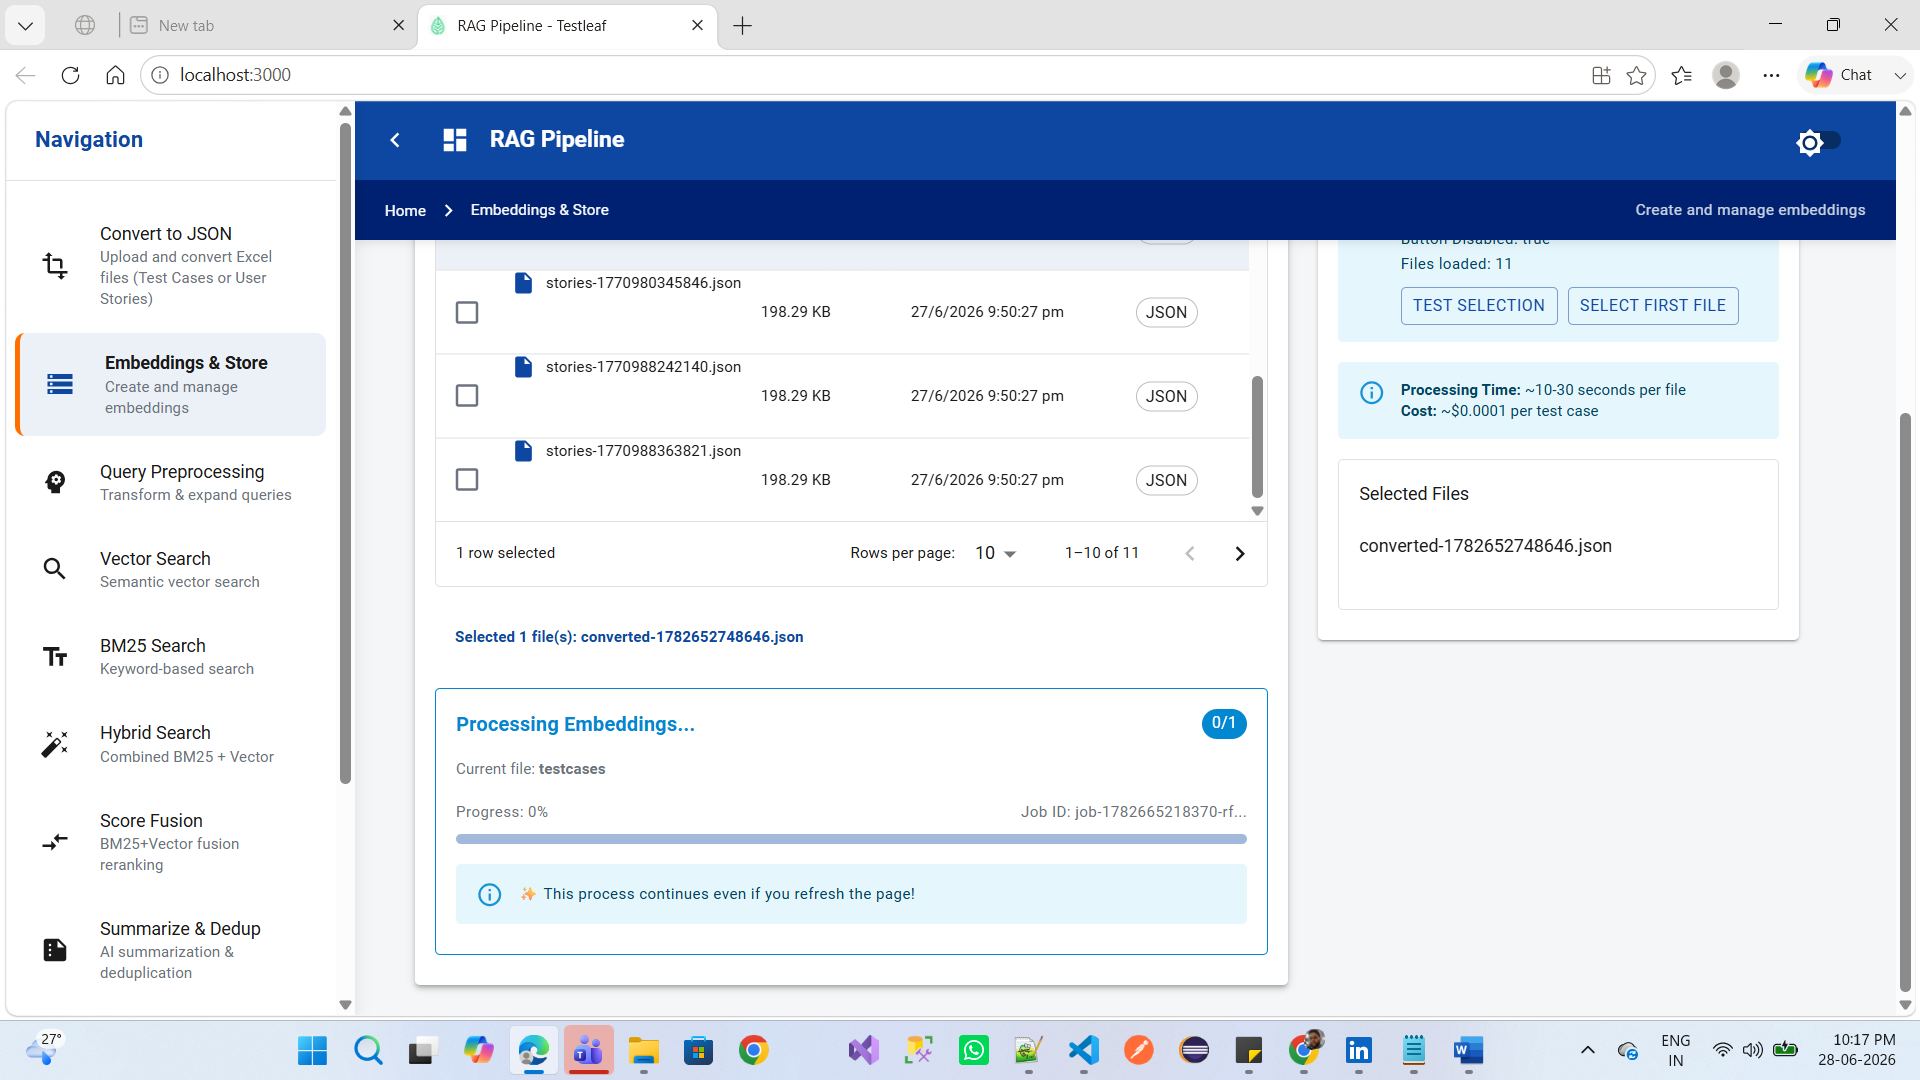 New tab
RAG Pipeline - Testleaf
localhost:3000
Chat
Navigation
Convert to JSON
Upload and convert Excel
files (Test Cases or User
Stories)
Embeddings & Store
Create and manage
embeddings
Query Preprocessing
Transform & expand queries
Vector Search
Semantic vector search
BM25 Search
Keyword-based search
Hybrid Search
Combined BM25 + Vector
Score Fusion
BM25+Vector fusion
reranking
Summarize & Dedup
AI summarization &
deduplication
RAG Pipeline
Home
Embeddings & Store
Create and manage embeddings
stories-1770980345846.json
198.29 KB
27/6/2026 9:50:27 pm
JSON
stories-1770988242140.json
198.29 KB
27/6/2026 9:50:27 pm
JSON
stories-1770988363821.json
198.29 KB
27/6/2026 9:50:27 pm
JSON
1 row selected
Rows per page:
10
1–10 of 11
Selected 1 file(s): converted-1782652748646.json
Processing Embeddings...
0/1
Current file: testcases
Progress: 0%
Job ID: job-1782665218370-rf...
✨ This process continues even if you refresh the page!
Button Disabled: true
Files loaded: 11
TEST SELECTION
SELECT FIRST FILE
Processing Time: ~10-30 seconds per file
Cost: ~$0.0001 per test case
Selected Files
converted-1782652748646.json
27°
ENG
IN
10:17 PM
28-06-2026